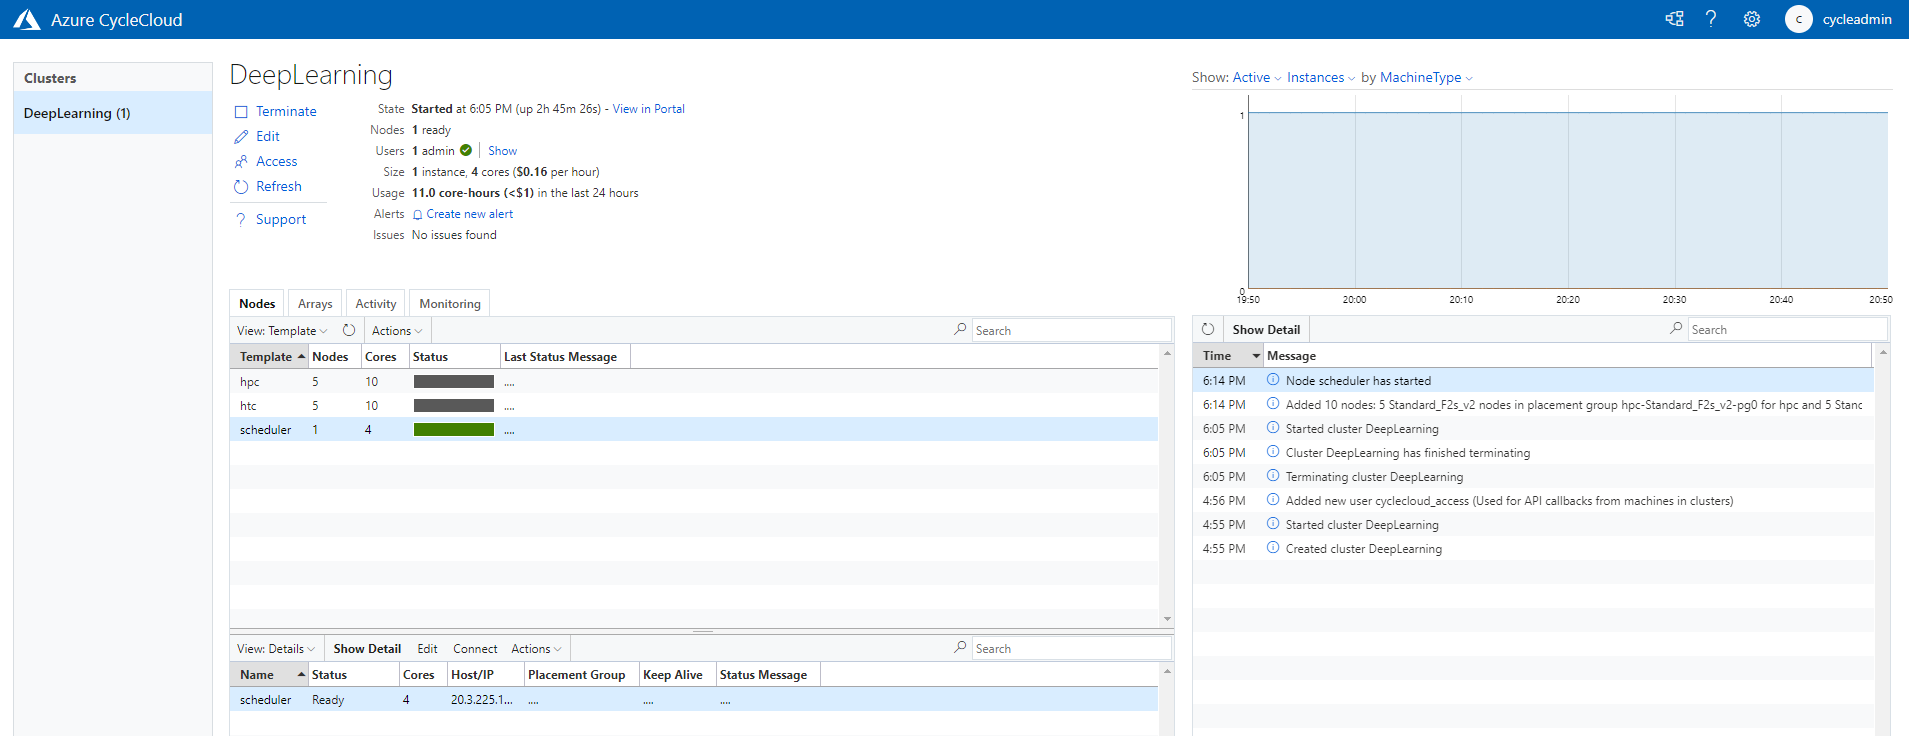 Azure CycleCloud
? C cycleadmin
Clusters
DeepLearning (1)
DeepLearning
Terminate
Edit
Access
Refresh
? Support
State Started at 6:05 PM (up 2h 45m 26s) - View in Portal
Nodes 1 ready
Users 1 admin | Show
Size 1 instance, 4 cores ($0.16 per hour)
Usage 11.0 core-hours (<$1) in the last 24 hours
Alerts Create new alert
Issues No issues found
Show: Active Instances by MachineType
1
0
19:50 20:00 20:10 20:20 20:30 20:40 20:50
Nodes Arrays Activity Monitoring
View: Template Actions Search
Template Nodes Cores Status Last Status Message
hpc 5 10 ....
htc 5 10 ....
scheduler 1 4 ....
View: Details Show Detail Edit Connect Actions Search
Name Status Cores Host/IP Placement Group Keep Alive Status Message
scheduler Ready 4 20.3.225.1... .... .... ....
Show Detail Search
Time Message
6:14 PM Node scheduler has started
6:14 PM Added 10 nodes: 5 Standard_F2s_v2 nodes in placement group hpc-Standard_F2s_v2-pg0 for hpc and 5 Stanc
6:05 PM Started cluster DeepLearning
6:05 PM Cluster DeepLearning has finished terminating
6:05 PM Terminating cluster DeepLearning
4:56 PM Added new user cyclecloud_access (Used for API callbacks from machines in clusters)
4:55 PM Started cluster DeepLearning
4:55 PM Created cluster DeepLearning